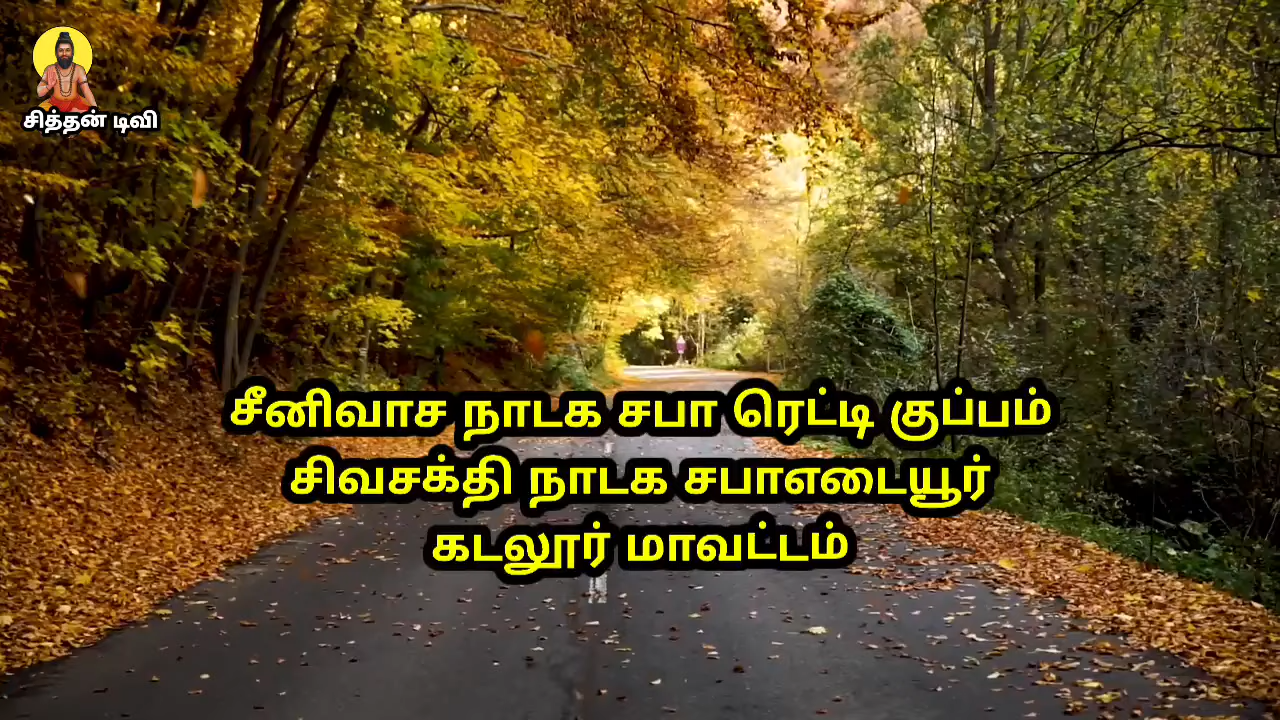 சித்தன் டிவி
சீனிவாச நாடக சபா ரெட்டி குப்பம்
சிவசக்தி நாடக சபாஎடையூர்
கடலூர் மாவட்டம்